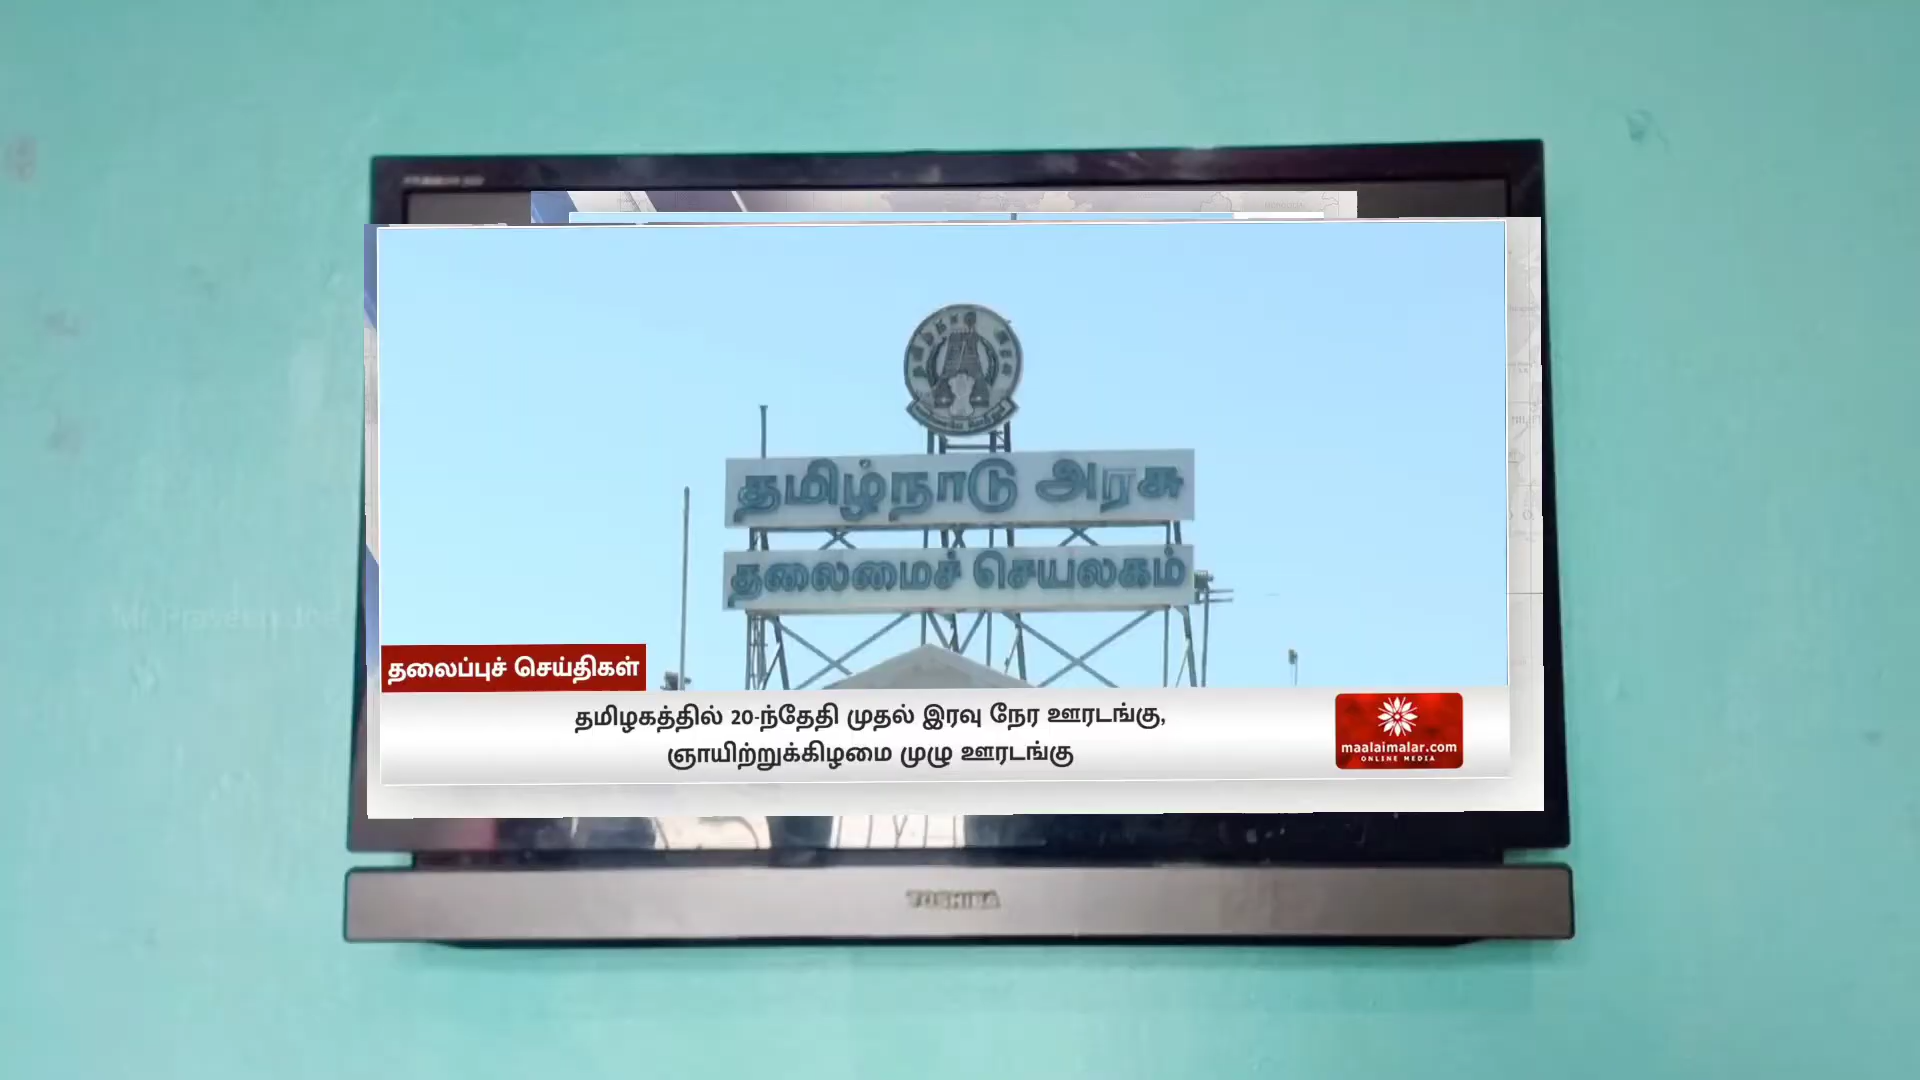 தமிழ்நாடு அரசு
தலைமைச் செயலகம்
தலைப்புச் செய்திகள்
தமிழகத்தில் 20-ந்தேதி முதல் இரவு நேர ஊரடங்கு,
ஞாயிற்றுக்கிழமை முழு ஊரடங்கு
maalaimalar.com
ONLINE MEDIA
TOSHIBA